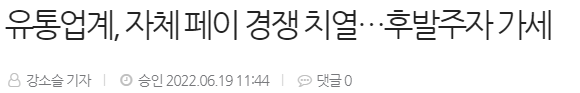 유통업계, 자체 페이 경쟁 치열…후발주자 가세
강소슬 기자 | 승인 2022.06.19 11:44 | 댓글 0